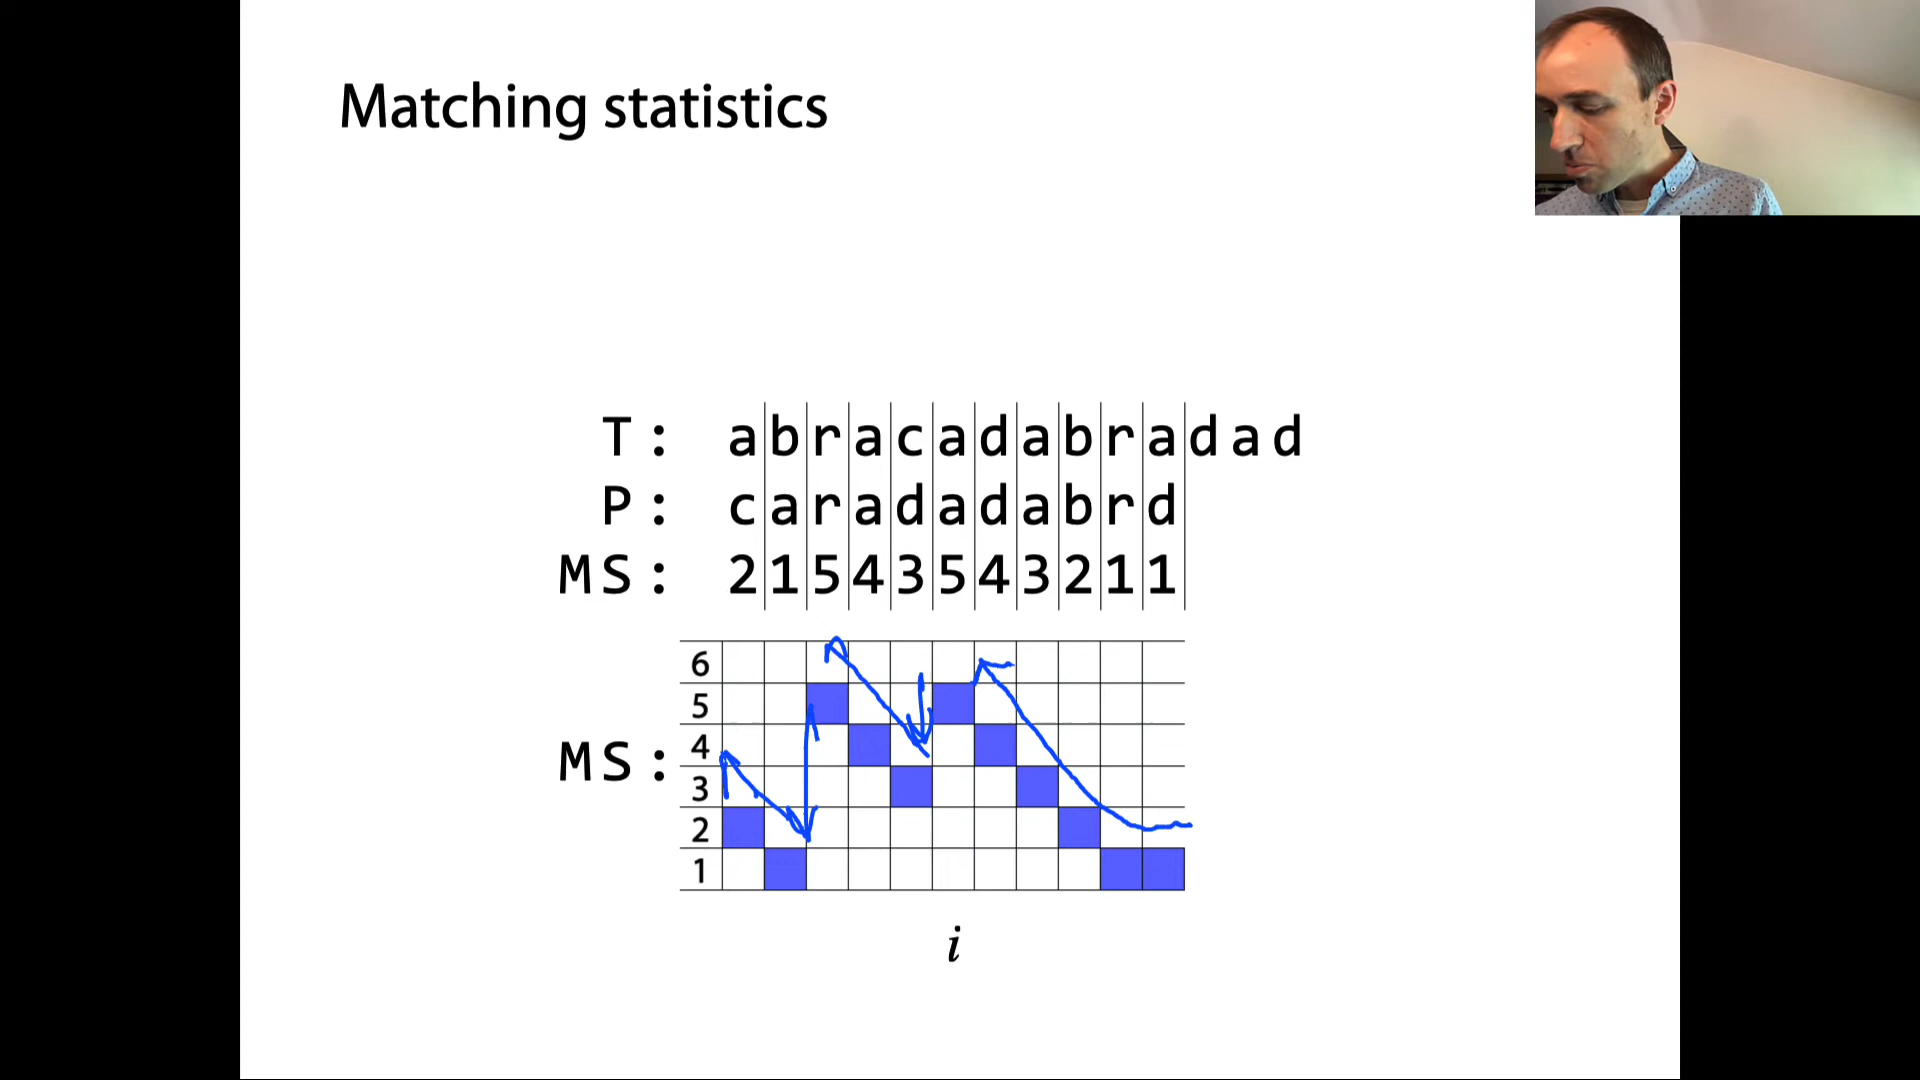 Matching statistics
T: abracadabradad
P: caradadabrd
MS: 21543543211
6
5
MS: 4
3
2
1
i